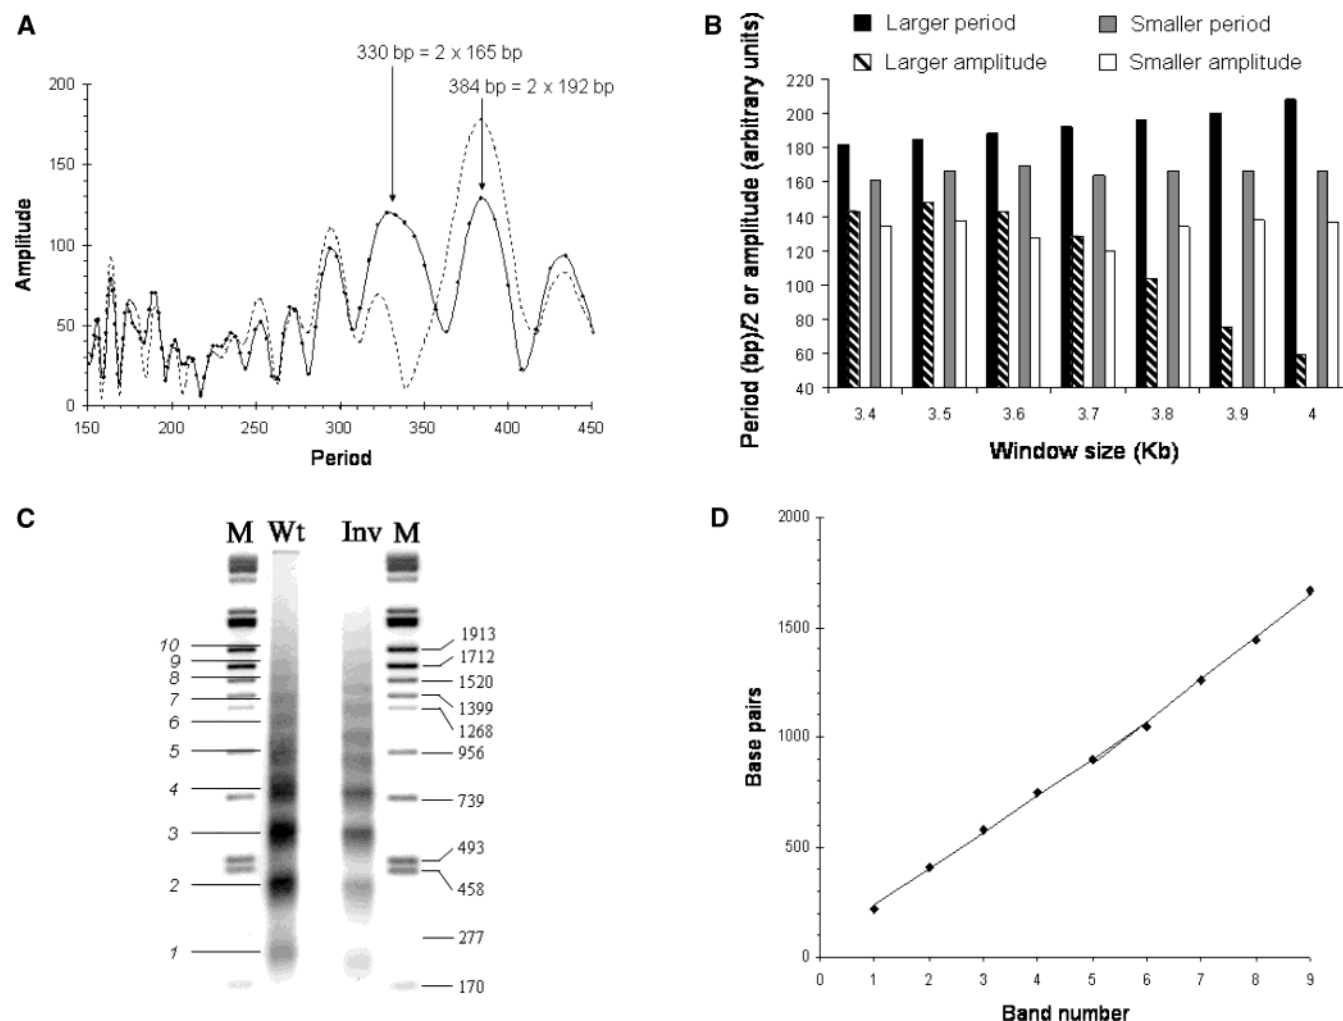 A
330 bp = 2 x 165 bp
384 bp = 2 x 192 bp
200
150
100
50
0
Amplitude
150 200 250 300 350 400 450
Period
B
Larger period
Smaller period
Larger amplitude
Smaller amplitude
Period (bp)/2 or amplitude (arbitrary units)
220
200
180
160
140
120
100
80
60
40
3.4 3.5 3.6 3.7 3.8 3.9 4
Window size (Kb)
C
M Wt Inv M
10
9
8
7
6
5
4
3
2
1
1913
1712
1520
1399
1268
956
739
493
458
277
170
D
2000
1500
1000
500
0
Base pairs
0 1 2 3 4 5 6 7 8 9
Band number